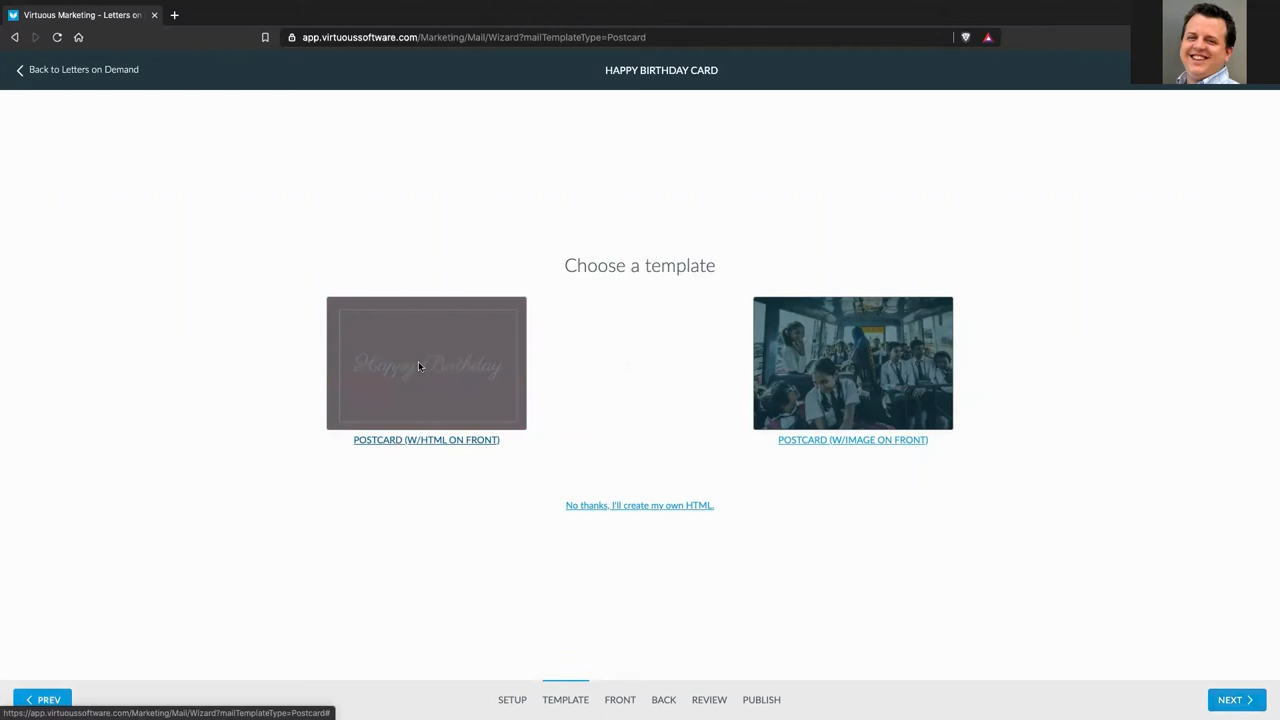 Virtuous Marketing - Letters on
app.virtuoussoftware.com/Marketing/Mail/Wizard?mailTemplateType=Postcard
Back to Letters on Demand
HAPPY BIRTHDAY CARD
Choose a template
Happy Birthday
POSTCARD (W/HTML ON FRONT)
POSTCARD (W/IMAGE ON FRONT)
No thanks, I'll create my own HTML.
PREV
SETUP
TEMPLATE
FRONT
BACK
REVIEW
PUBLISH
NEXT
https://app.virtuoussoftware.com/Marketing/Mail/Wizard?mailTemplateType=Postcard#